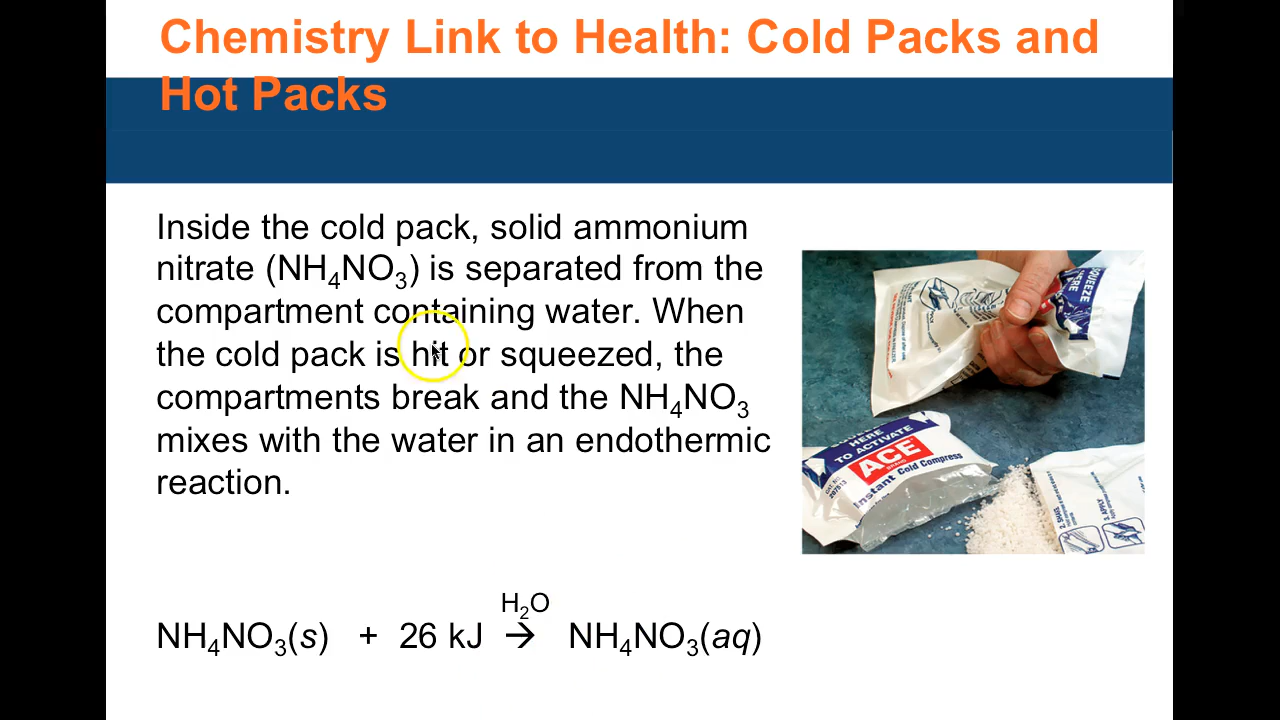 Chemistry Link to Health: Cold Packs and
Hot Packs
Inside the cold pack, solid ammonium
nitrate (NH₄NO₃) is separated from the
compartment containing water. When
the cold pack is hit or squeezed, the
compartments break and the NH₄NO₃
mixes with the water in an endothermic
reaction.
SQUEEZE
HERE
HERE
TO ACTIVATE
ACE
BRAND
Instant Cold Compress
H₂O
NH₄NO₃(s) + 26 kJ → NH₄NO₃(aq)